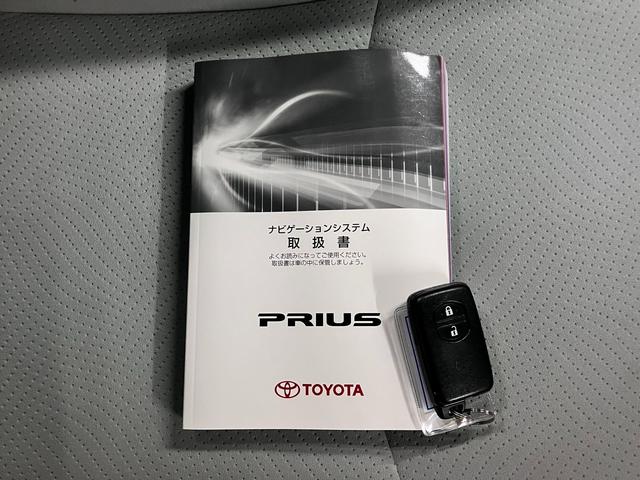 ナビゲーションシステム
取扱書
よくお読みになってご使用ください。
取扱書は車の中に保管しましょう。
PRIUS
TOYOTA